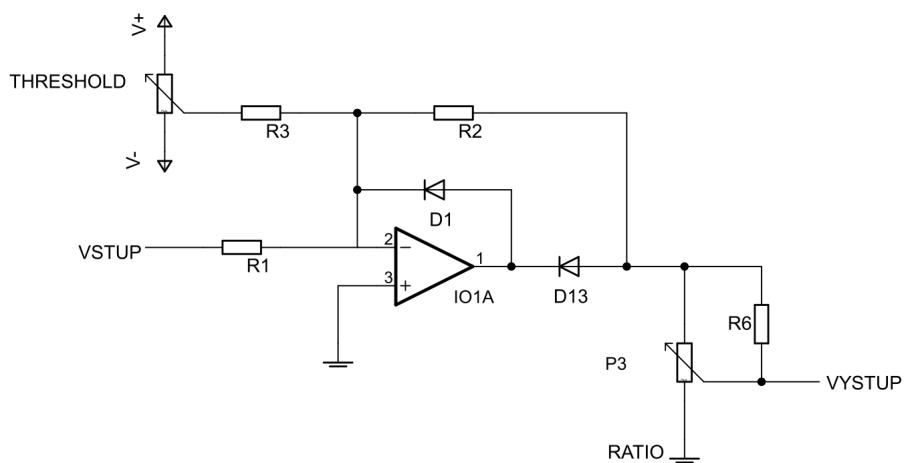 V+
THRESHOLD
R3
R2
V-
D1
VSTUP
R1
2
−
1
3
+
IO1A
D13
R6
P3
VYSTUP
RATIO